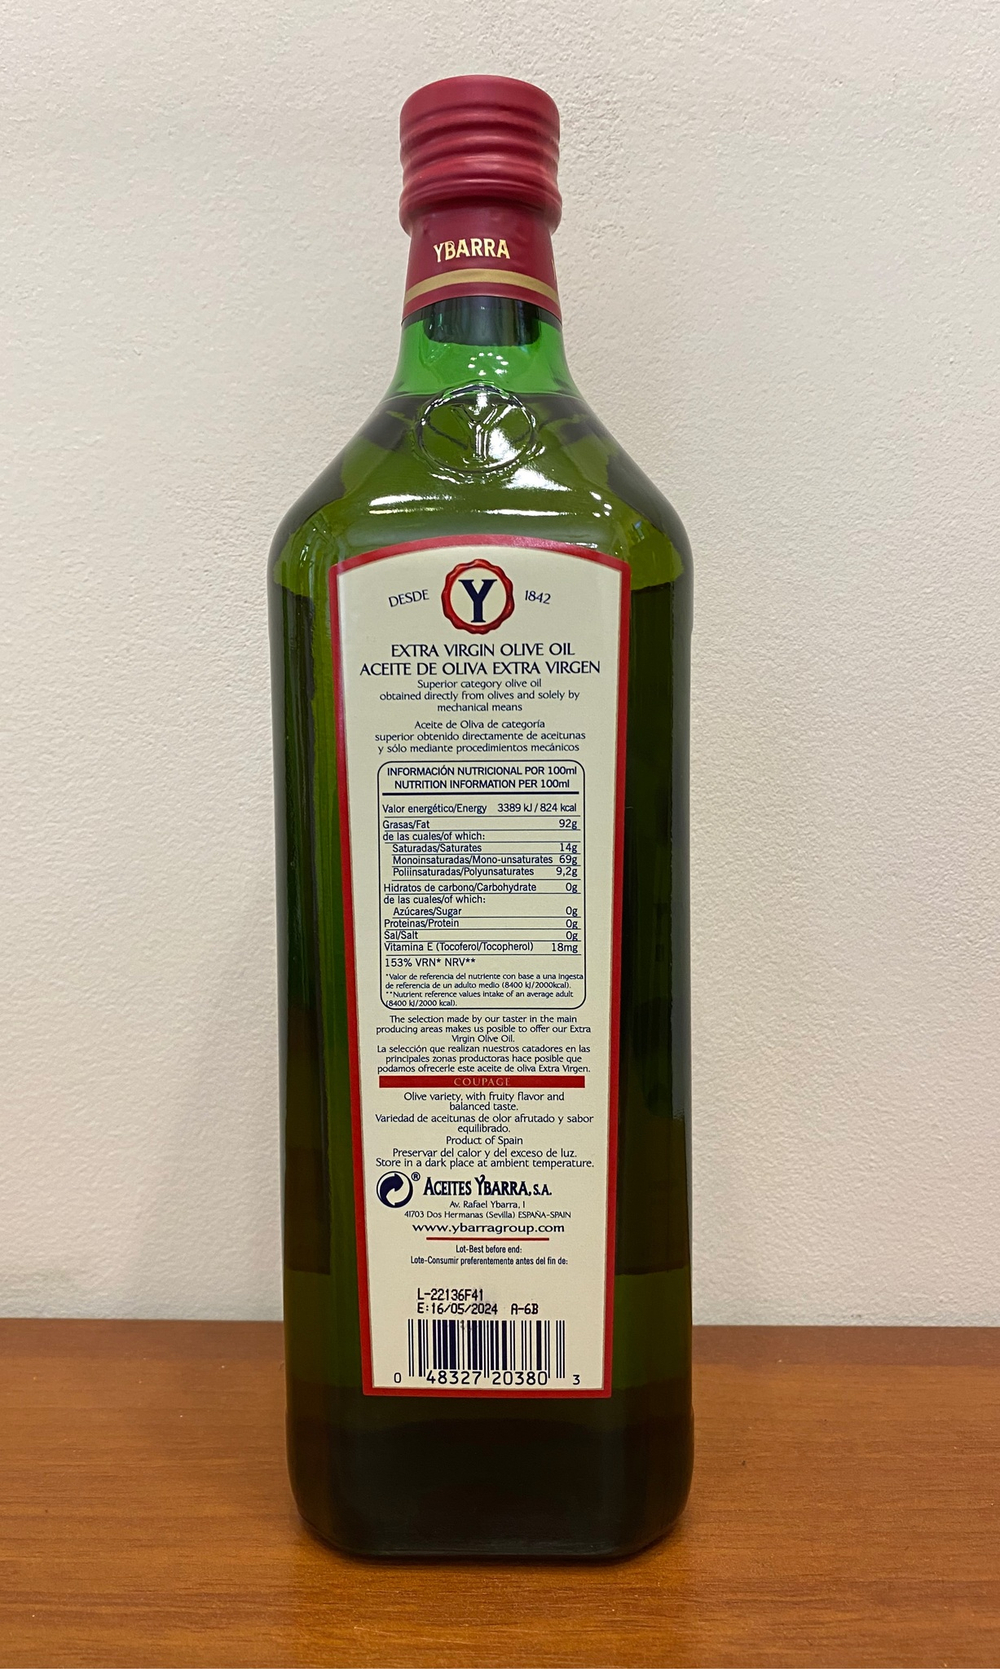 YBARRA
Y
DESDE Y 1842
EXTRA VIRGIN OLIVE OIL
ACEITE DE OLIVA EXTRA VIRGEN
Superior category olive oil
obtained directly from olives and solely by
mechanical means
Aceite de Oliva de categoría
superior obtenido directamente de aceitunas
y sólo mediante procedimientos mecánicos
INFORMACIÓN NUTRICIONAL POR 100ml
NUTRITION INFORMATION PER 100ml
Valor energético/Energy 3389 kJ / 824 kcal
Grasas/Fat 92g
de las cuales/of which:
Saturadas/Saturates 14g
Monoinsaturadas/Mono-unsaturates 69g
Poliinsaturadas/Polyunsaturates 9,2g
Hidratos de carbono/Carbohydrate 0g
de las cuales/of which:
Azúcares/Sugar 0g
Proteinas/Protein 0g
Sal/Salt 0g
Vitamina E (Tocoferol/Tocopherol) 18mg
153% VRN* NRV**
*Valor de referencia del nutriente con base a una ingesta
de referencia de un adulto medio (8400 kJ/2000kcal).
**Nutrient reference values intake of an average adult
(8400 kJ/2000 kcal).
The selection made by our taster in the main
producing areas makes us posible to offer our Extra
Virgin Olive Oil.
La selección que realizan nuestros catadores en las
principales zonas productoras hace posible que
podamos ofrecerle este aceite de oliva Extra Virgen.
COUPAGE
Olive variety, with fruity flavor and
balanced taste.
Variedad de aceitunas de olor afrutado y sabor
equilibrado.
Product of Spain
Preservar del calor y del exceso de luz.
Store in a dark place at ambient temperature.
® ACEITES YBARRA, S.A.
Av. Rafael Ybarra, 1
41703 Dos Hermanas (Sevilla) ESPAÑA-SPAIN
www.ybarragroup.com
Lot-Best before end:
Lote-Consumir preferentemente antes del fin de:
L-22136F41
E:16/05/2024 A-6B
0 48327 20380 3